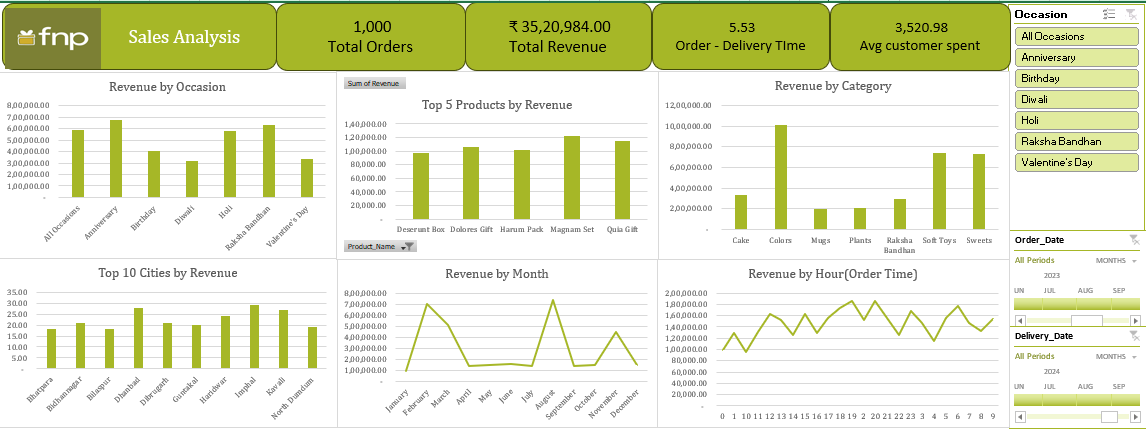 fnp
Sales Analysis
1,000
Total Orders
₹ 35,20,984.00
Total Revenue
5.53
Order - Delivery TIme
3,520.98
Avg customer spent
Occasion
All Occasions
Anniversary
Birthday
Diwali
Holi
Raksha Bandhan
Valentine's Day
Revenue by Occasion
8,00,000.00
7,00,000.00
6,00,000.00
5,00,000.00
4,00,000.00
3,00,000.00
2,00,000.00
1,00,000.00
-
All Occasions
Anniversary
Birthday
Diwali
Holi
Raksha Bandhan
Valentine's Day
Sum of Revenue
Top 5 Products by Revenue
1,40,000.00
1,20,000.00
1,00,000.00
80,000.00
60,000.00
40,000.00
20,000.00
-
Deserunt Box Dolores Gift Harum Pack Magnam Set Quia Gift
Product_Name
Revenue by Category
12,00,000.00
10,00,000.00
8,00,000.00
6,00,000.00
4,00,000.00
2,00,000.00
-
Cake Colors Mugs Plants Raksha Bandhan Soft Toys Sweets
Top 10 Cities by Revenue
35.00
30.00
25.00
20.00
15.00
10.00
5.00
-
Bhatpara
Bidhannagar
Bilaspur
Dhanbad
Dibrugarh
Guntakal
Haridwar
Imphal
Kavali
North Dumdum
Revenue by Month
8,00,000.00
7,00,000.00
6,00,000.00
5,00,000.00
4,00,000.00
3,00,000.00
2,00,000.00
1,00,000.00
-
January
February
March
April
May
June
July
August
September
October
November
December
Revenue by Hour(Order Time)
2,00,000.00
1,80,000.00
1,60,000.00
1,40,000.00
1,20,000.00
1,00,000.00
80,000.00
60,000.00
40,000.00
20,000.00
-
0 1 10 11 12 13 14 15 16 17 18 19 2 20 21 22 23 3 4 5 6 7 8 9
Order_Date
All Periods MONTHS
2023
UN JUL AUG SEP
Delivery_Date
All Periods MONTHS
2024
UN JUL AUG SEP